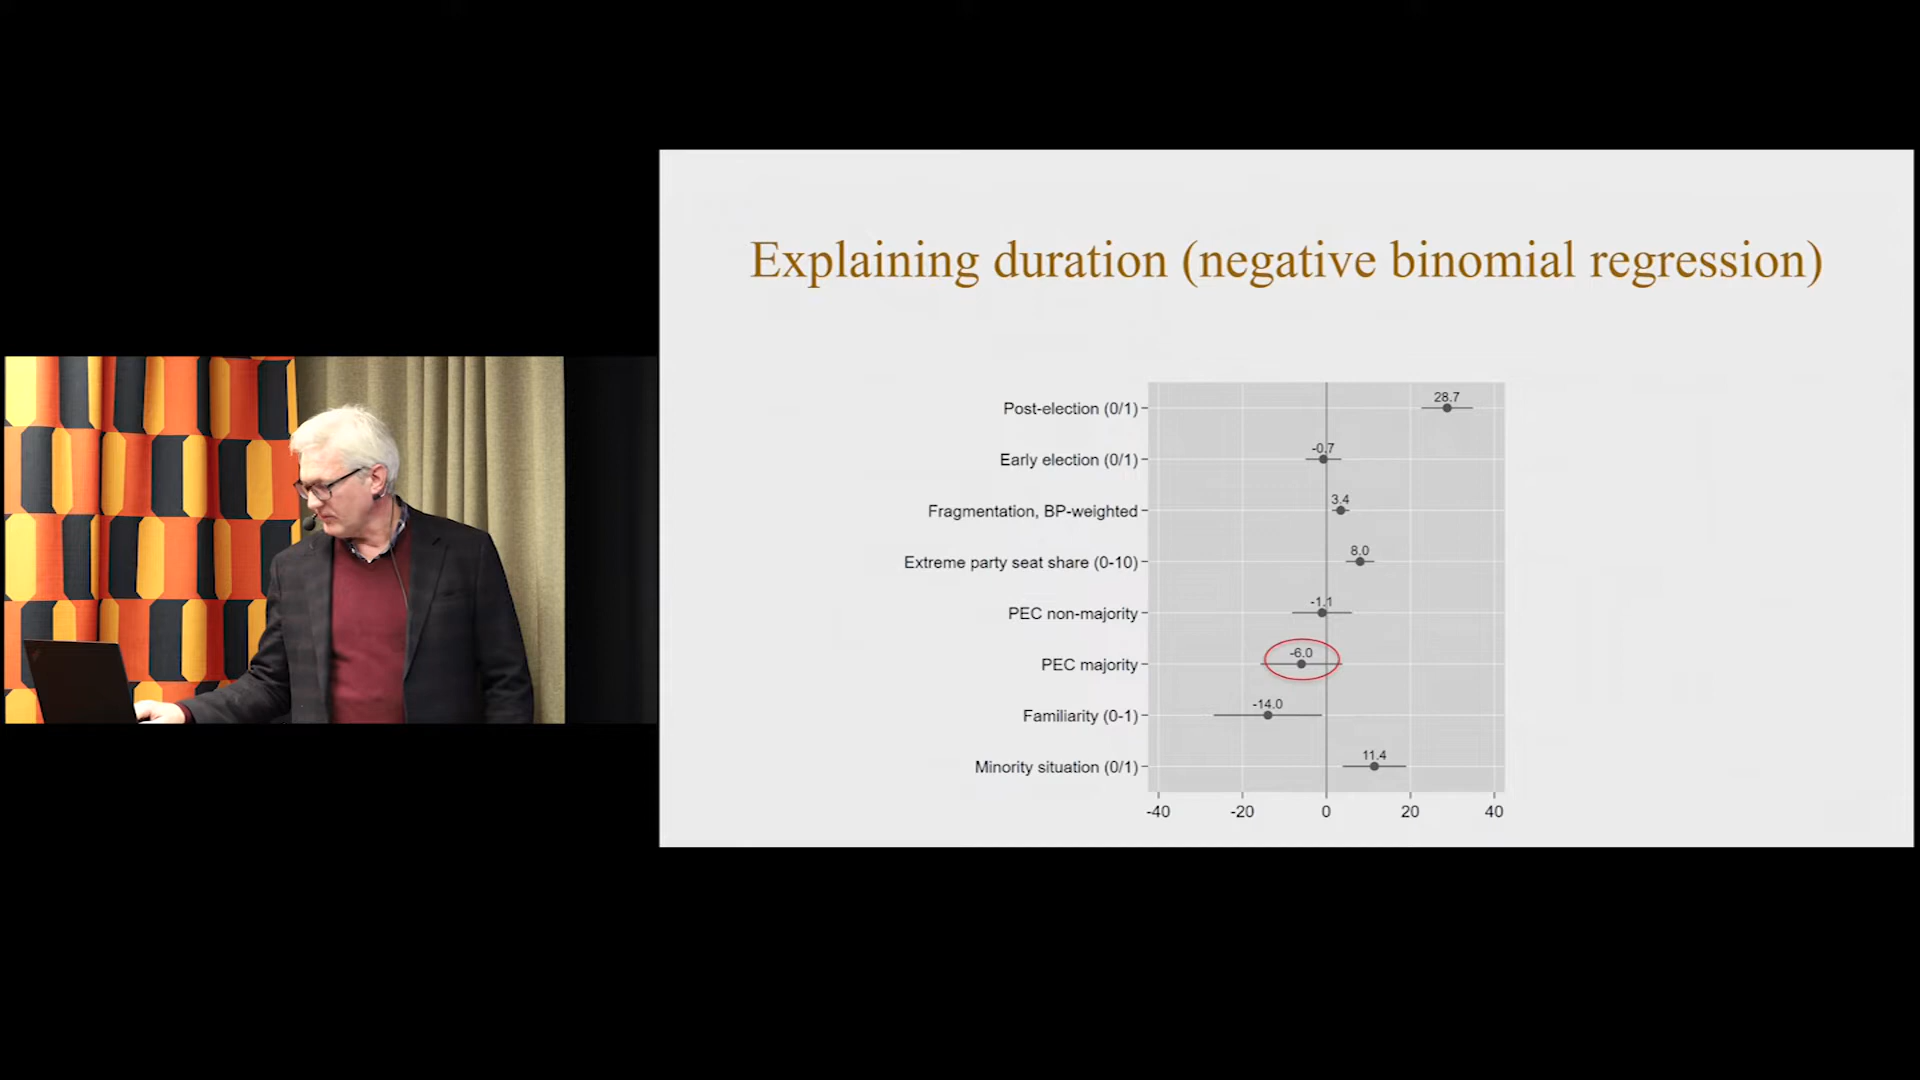 Explaining duration (negative binomial regression)
Post-election (0/1)
28.7
Early election (0/1)
-0.7
Fragmentation, BP-weighted
3.4
Extreme party seat share (0-10)
8.0
PEC non-majority
-1.1
PEC majority
-6.0
Familiarity (0-1)
-14.0
Minority situation (0/1)
11.4
-40 -20 0 20 40